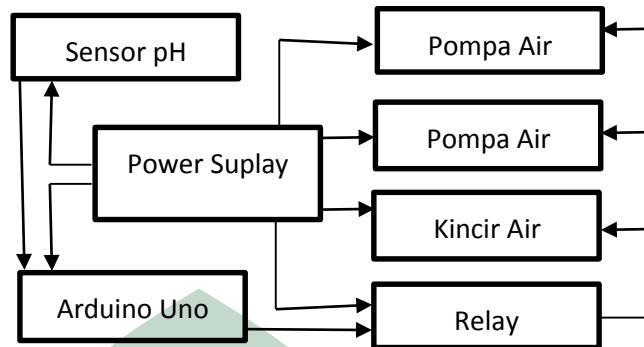 Sensor pH
Pompa Air
Power Suplay
Pompa Air
Kincir Air
Arduino Uno
Relay